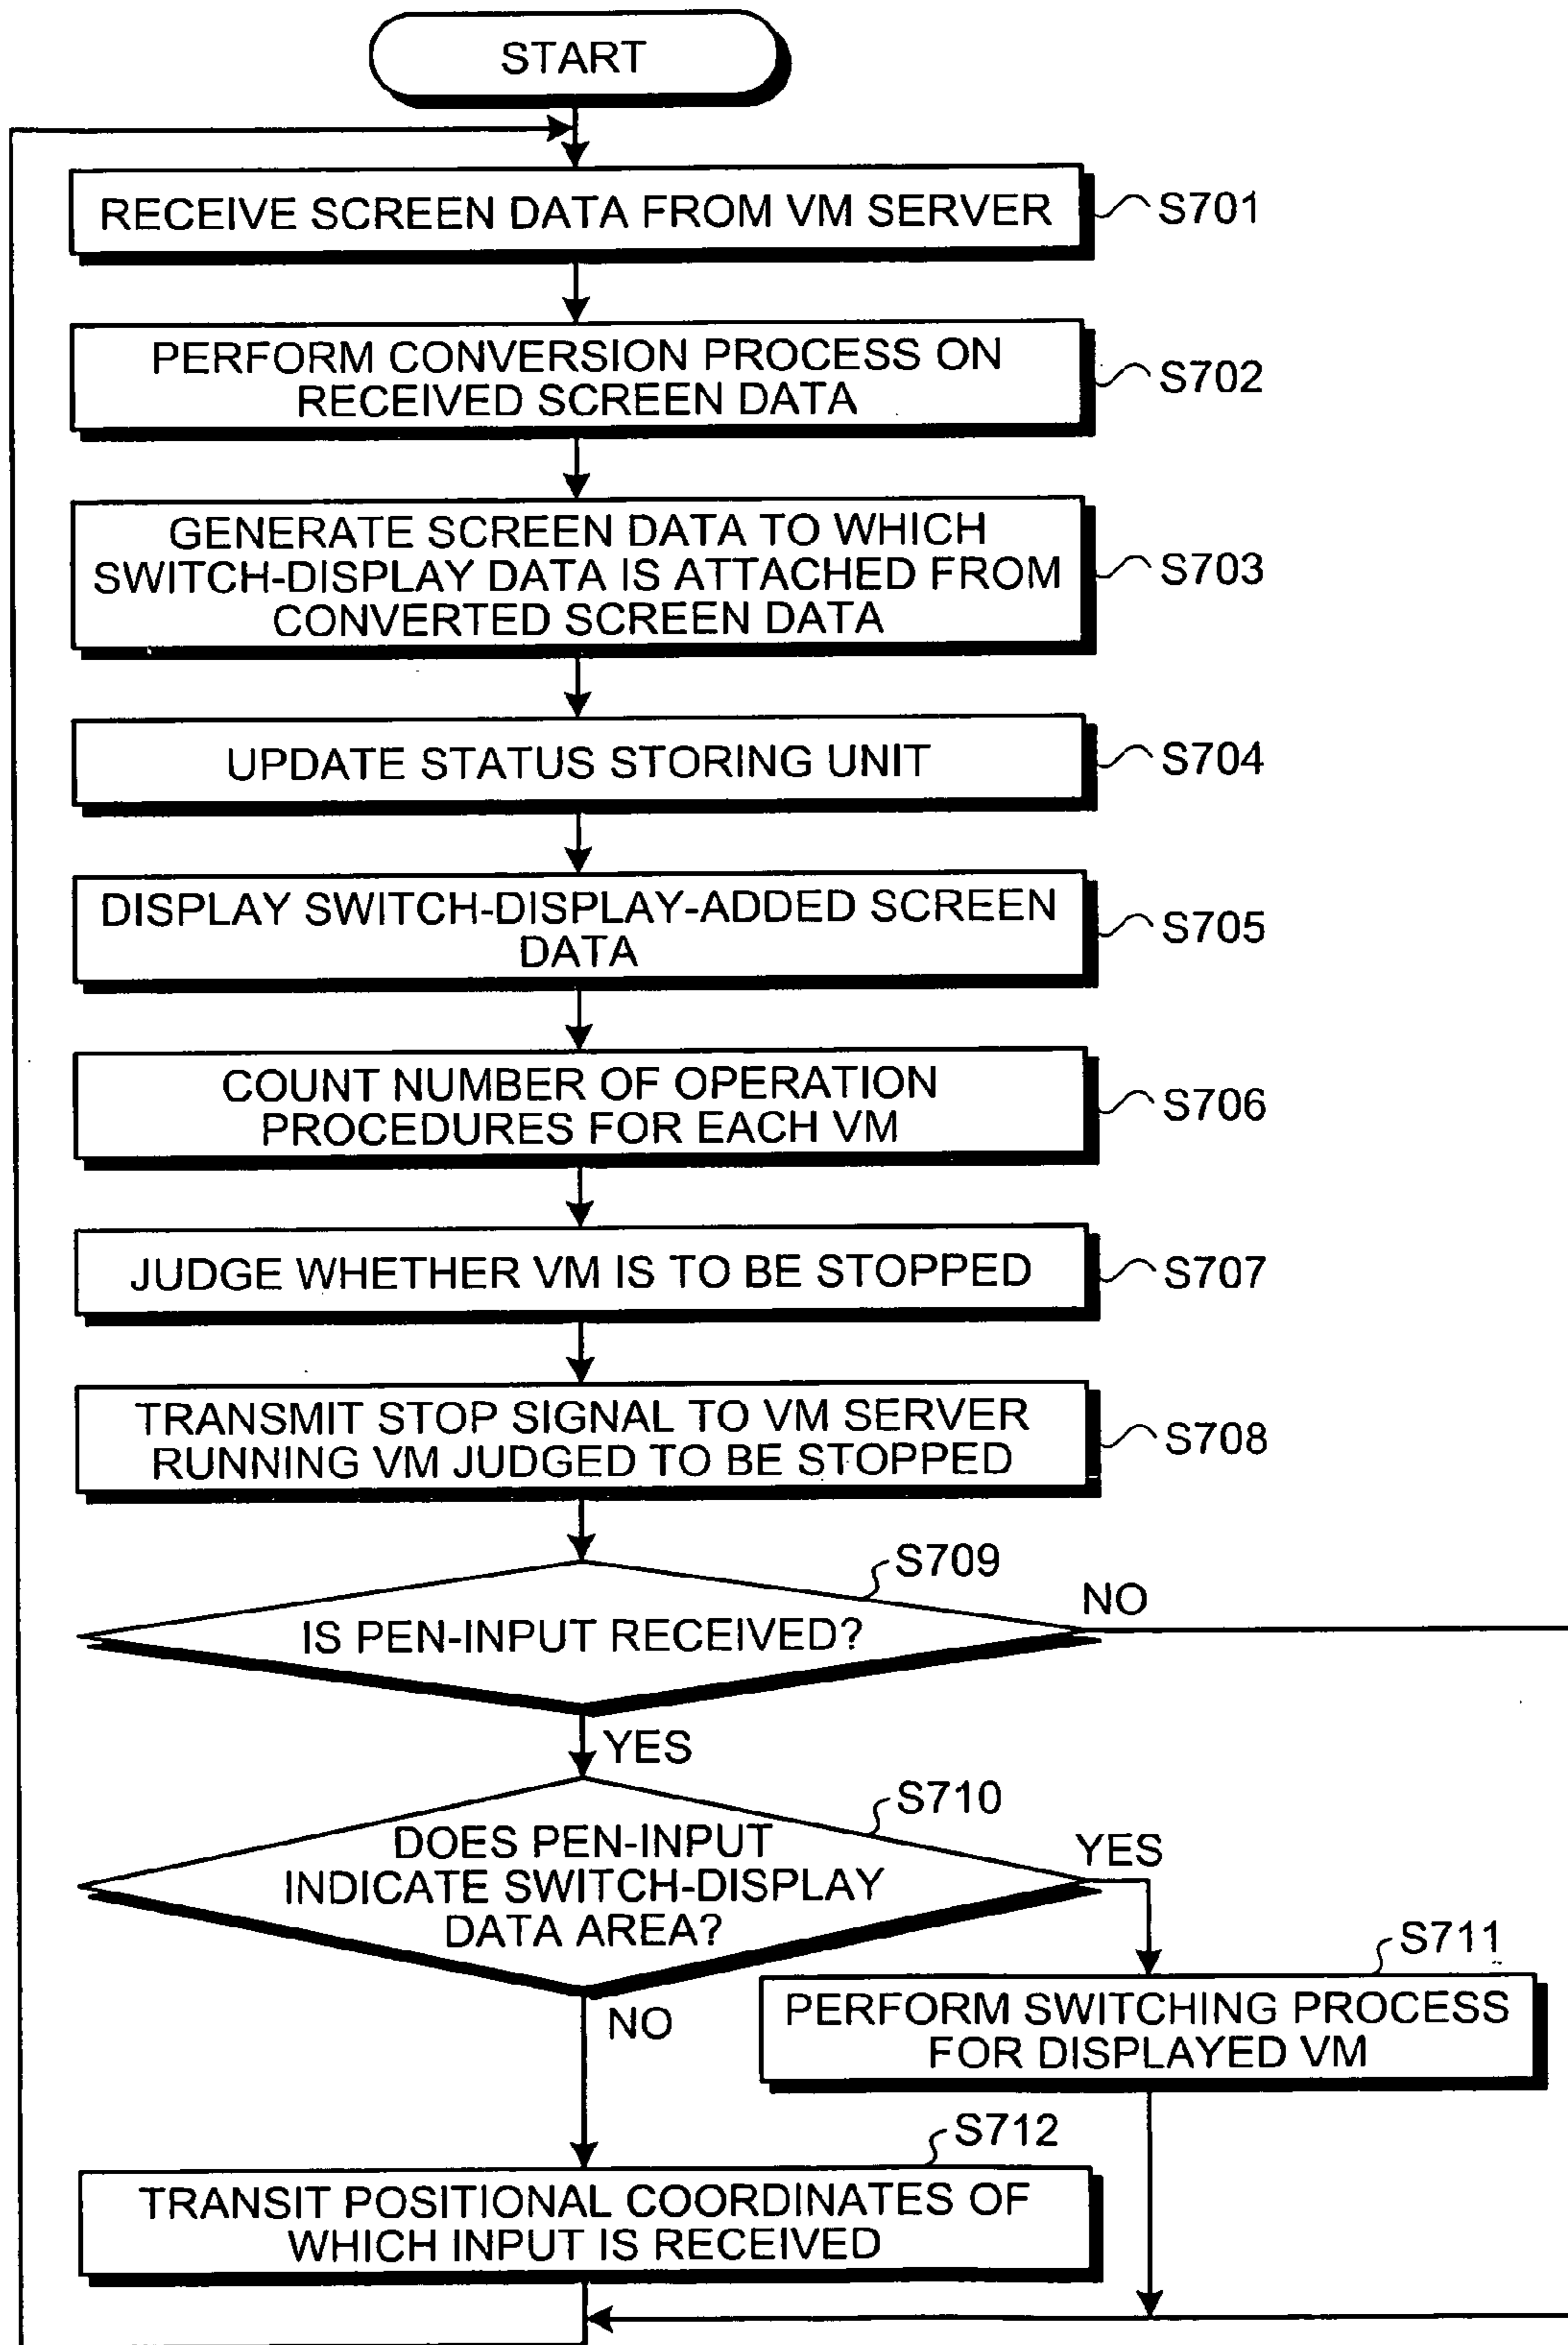 START
RECEIVE SCREEN DATA FROM VM SERVER
S701
PERFORM CONVERSION PROCESS ON
RECEIVED SCREEN DATA
S702
GENERATE SCREEN DATA TO WHICH
SWITCH-DISPLAY DATA IS ATTACHED FROM
CONVERTED SCREEN DATA
S703
UPDATE STATUS STORING UNIT
S704
DISPLAY SWITCH-DISPLAY-ADDED SCREEN
DATA
S705
COUNT NUMBER OF OPERATION
PROCEDURES FOR EACH VM
S706
JUDGE WHETHER VM IS TO BE STOPPED
S707
TRANSMIT STOP SIGNAL TO VM SERVER
RUNNING VM JUDGED TO BE STOPPED
S708
S709
IS PEN-INPUT RECEIVED?
NO
YES
S710
DOES PEN-INPUT
INDICATE SWITCH-DISPLAY
DATA AREA?
YES
NO
S711
PERFORM SWITCHING PROCESS
FOR DISPLAYED VM
S712
TRANSIT POSITIONAL COORDINATES OF
WHICH INPUT IS RECEIVED